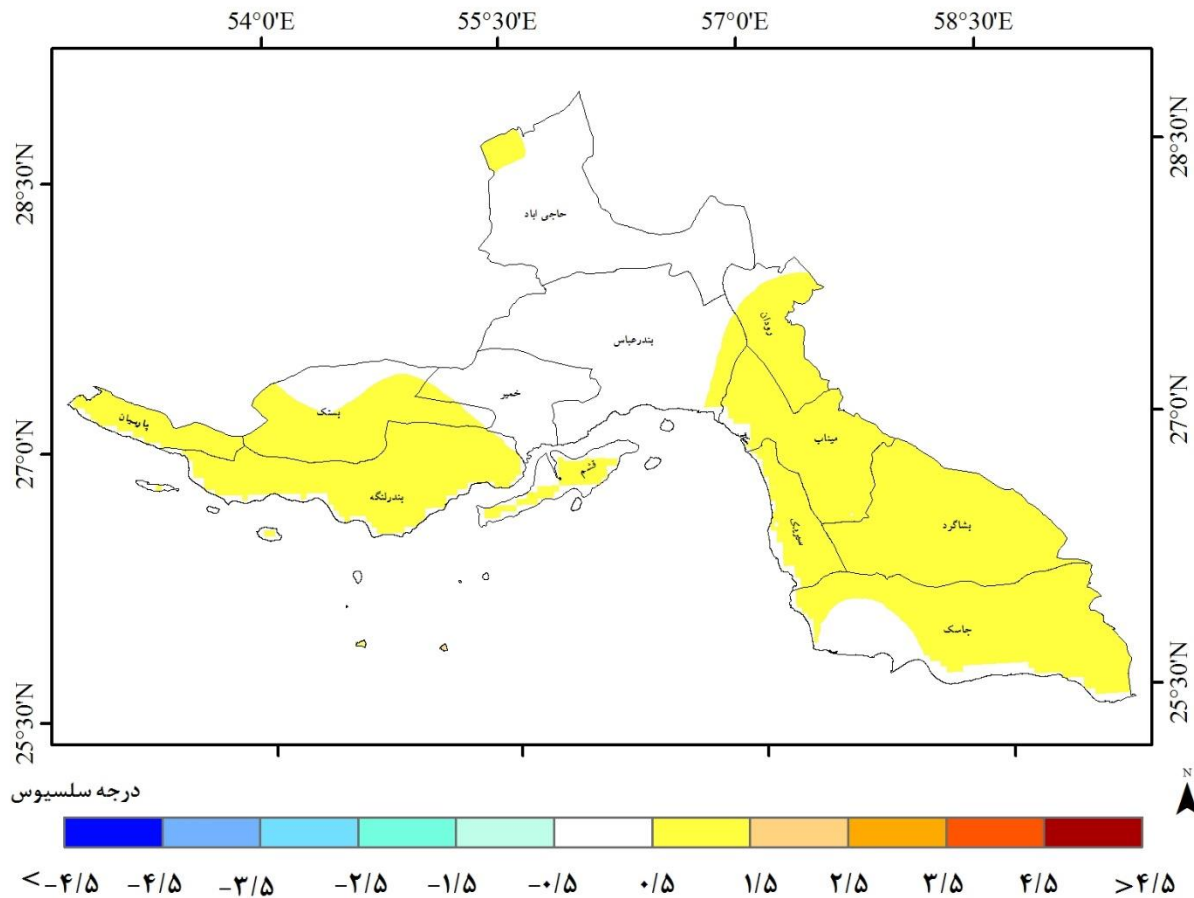 54°0'E 55°30'E 57°0'E 58°30'E
28°30'N
28°30'N
حاجی اباد
رودان
بندرعباس
خمیر
بستک
پارسیان
27°0'N
27°0'N
میناب
قشم
بندرلنگه
بشاگرد
سیریک
جاسک
25°30'N
25°30'N
N
درجه سلسیوس
<-۴/۵ -۴/۵ -۳/۵ -۲/۵ -۱/۵ -۰/۵ ۰/۵ ۱/۵ ۲/۵ ۳/۵ ۴/۵ >۴/۵